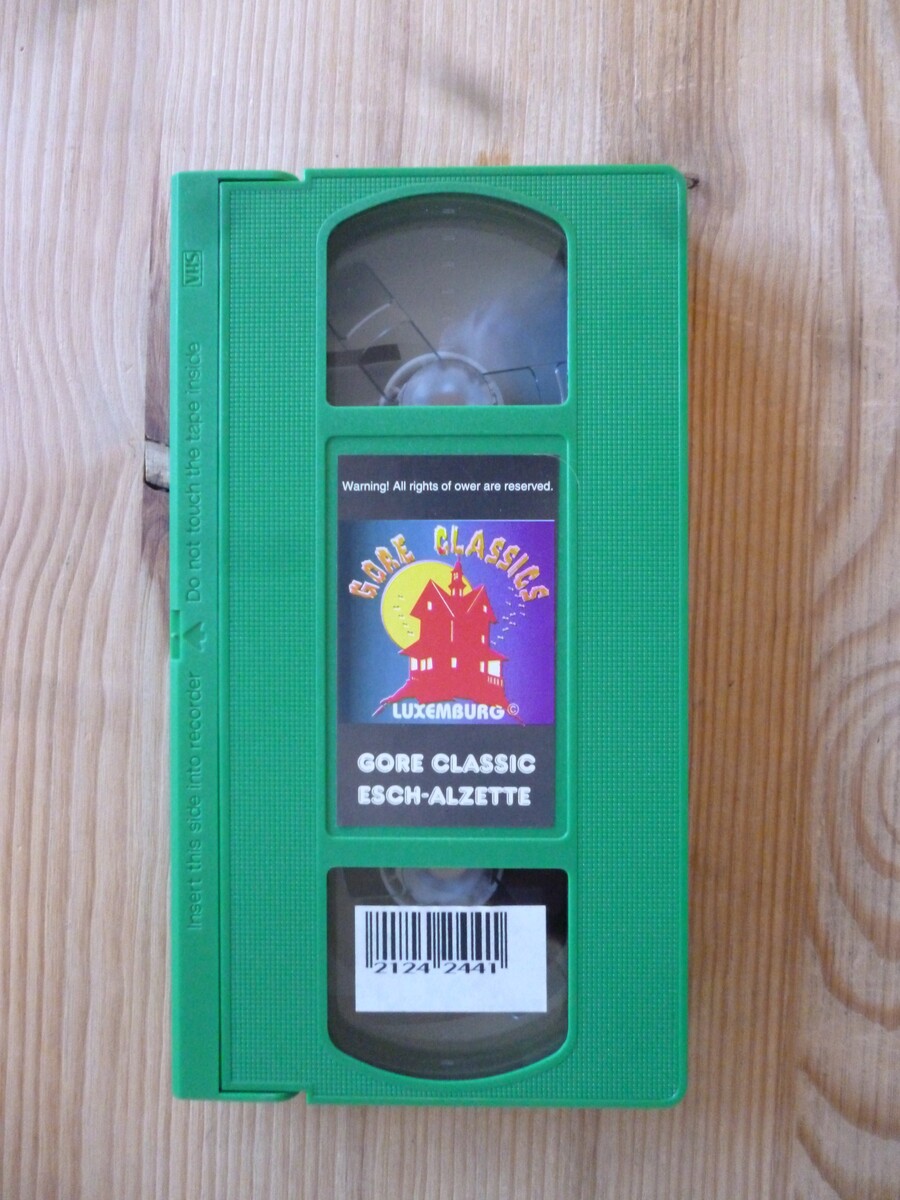 VHS
Insert this side into recorder
Do not touch the tape inside
Warning! All rights of ower are reserved.
GORE CLASSICS
LUXEMBURG©
GORE CLASSIC
ESCH-ALZETTE
2124 2441